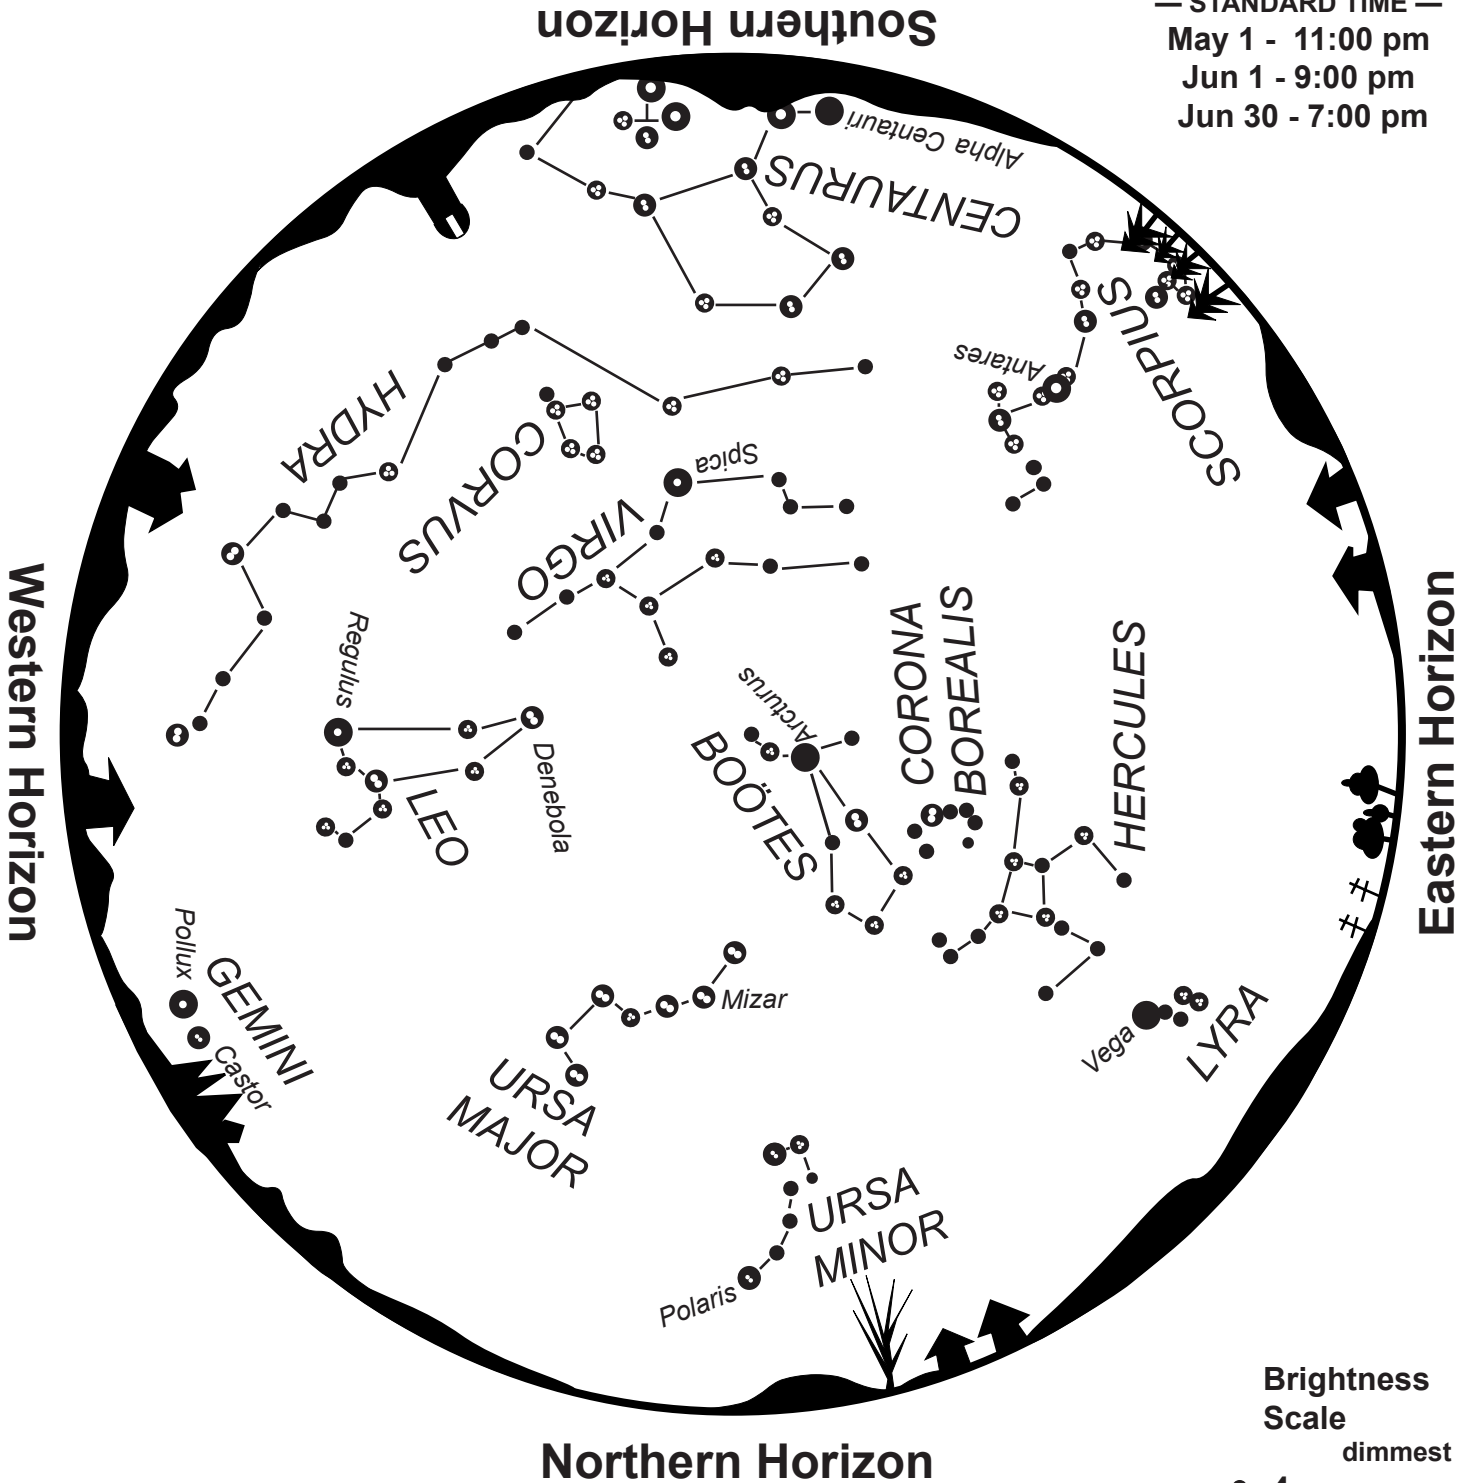 Southern Horizon
— STANDARD TIME —
May 1 - 11:00 pm
Jun 1 - 9:00 pm
Jun 30 - 7:00 pm
Alpha Centauri
CENTAURUS
SCORPIUS
Antares
HYDRA
CORVUS
Spica
VIRGO
Western Horizon
Eastern Horizon
Regulus
Denebola
LEO
Arcturus
BOÖTES
CORONA
BOREALIS
HERCULES
Pollux
GEMINI
Castor
Mizar
URSA
MAJOR
Vega
LYRA
URSA
MINOR
Polaris
Northern Horizon
Brightness
Scale
dimmest